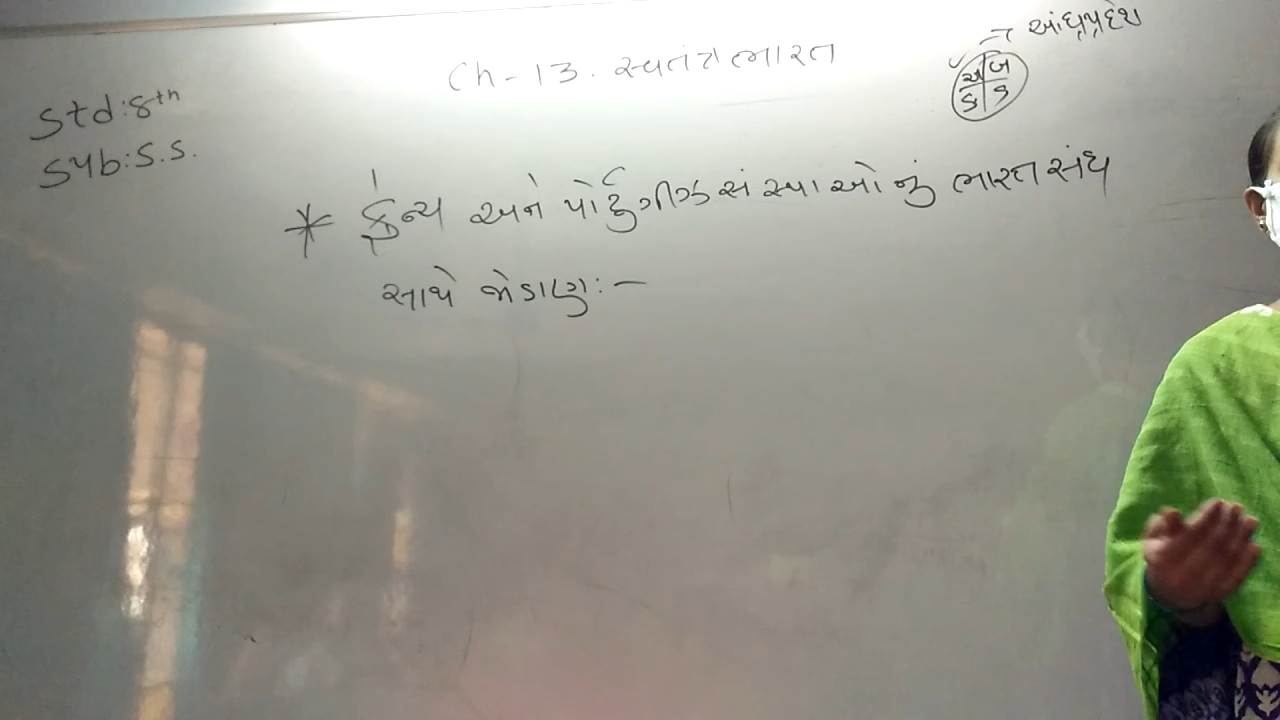 Ch-13. સ્વતંત્ર ભારત
→ આંધ્રપ્રદેશ
અ બ
ક ડ
Std:8th
Sub:S.S.
* ફ્રેન્ચ અને પોર્ટુગીઝ સંસ્થાઓનું ભારત સંઘ
સાથે જોડાણ:-